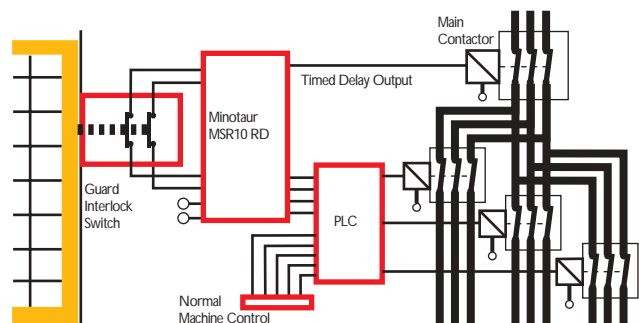 Main
Contactor
Timed Delay Output
Minotaur
MSR10 RD
Guard
Interlock
Switch
PLC
Normal
Machine Control